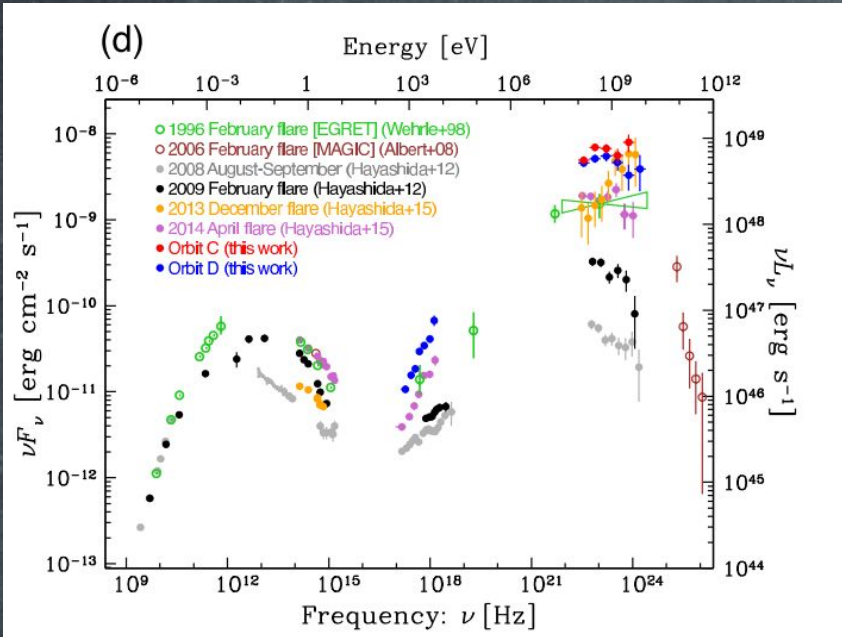 (d)
Energy [eV]
10⁻⁶ 10⁻³ 1 10³ 10⁶ 10⁹ 10¹²
1996 February flare [EGRET] (Wehrle+98)
2006 February flare [MAGIC] (Albert+08)
2008 August-September (Hayashida+12)
2009 February flare (Hayashida+12)
2013 December flare (Hayashida+15)
2014 April flare (Hayashida+15)
Orbit C (this work)
Orbit D (this work)
νFν [erg cm⁻² s⁻¹]
10⁻⁸
10⁻⁹
10⁻¹⁰
10⁻¹¹
10⁻¹²
10⁻¹³
νLν [erg s⁻¹]
10⁴⁹
10⁴⁸
10⁴⁷
10⁴⁶
10⁴⁵
10⁴⁴
10⁹ 10¹² 10¹⁵ 10¹⁸ 10²¹ 10²⁴
Frequency: ν [Hz]